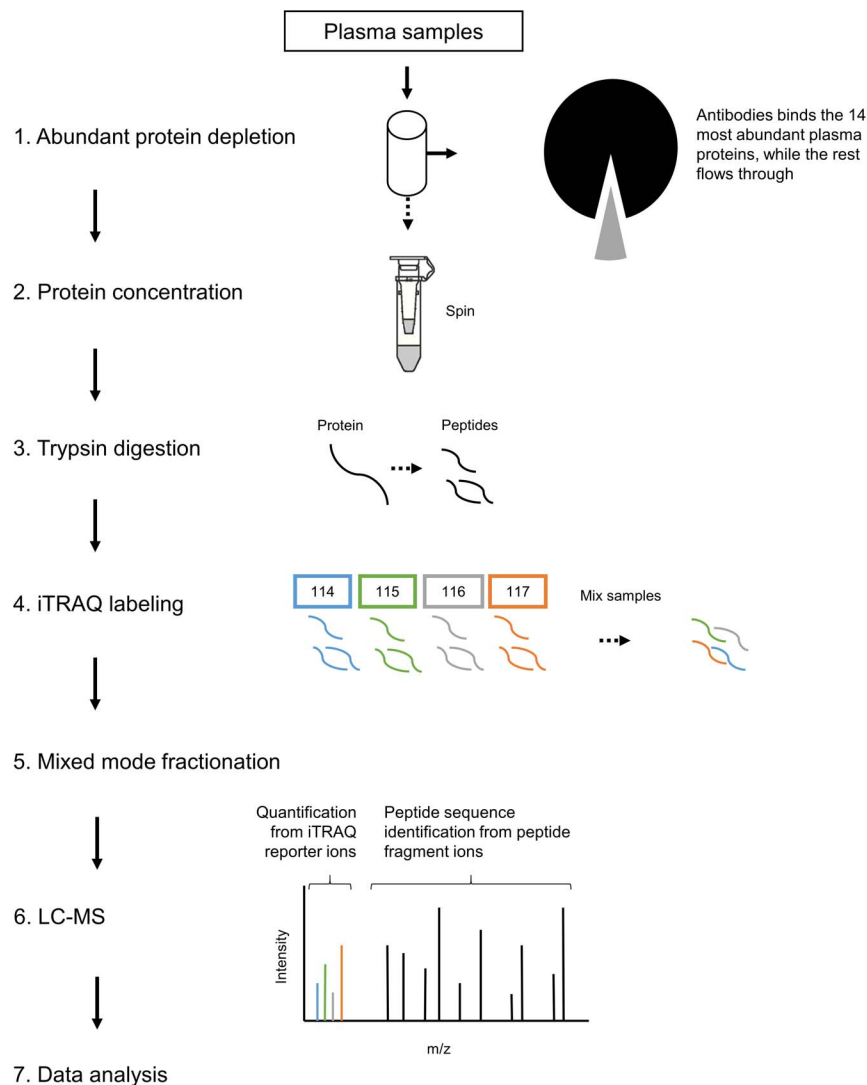 Plasma samples
1. Abundant protein depletion
Antibodies binds the 14
most abundant plasma
proteins, while the rest
flows through
2. Protein concentration
Spin
3. Trypsin digestion
Protein
Peptides
4. iTRAQ labeling
114
115
116
117
Mix samples
5. Mixed mode fractionation
Quantification
from iTRAQ
reporter ions
Peptide sequence
identification from peptide
fragment ions
6. LC-MS
Intensity
m/z
7. Data analysis